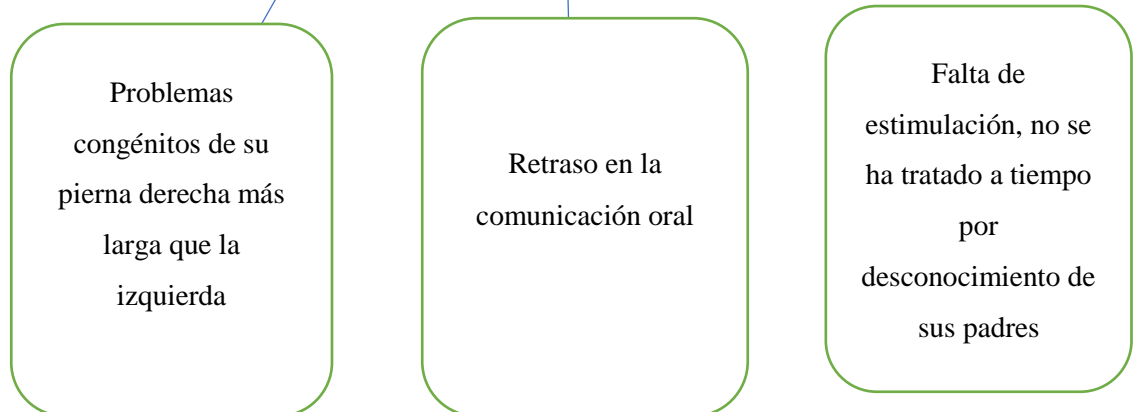 Problemas
congénitos de su
pierna derecha más
larga que la
izquierda
Retraso en la
comunicación oral
Falta de
estimulación, no se
ha tratado a tiempo
por
desconocimiento de
sus padres